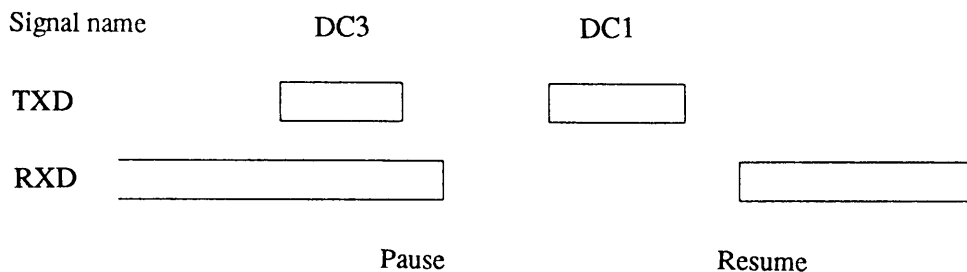 Signal name DC3 DC1
TXD
RXD
Pause Resume